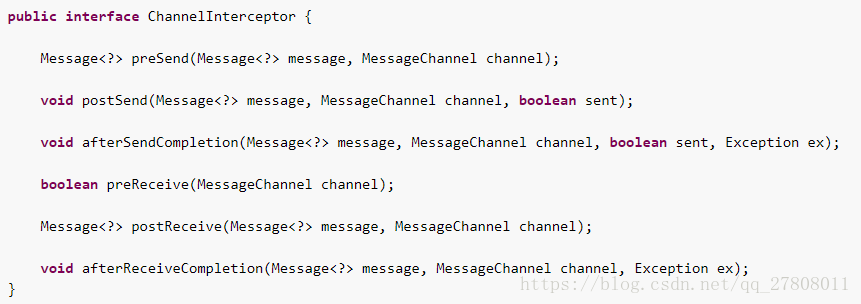 public interface ChannelInterceptor {
Message<?> preSend(Message<?> message, MessageChannel channel);
void postSend(Message<?> message, MessageChannel channel, boolean sent);
void afterSendCompletion(Message<?> message, MessageChannel channel, boolean sent, Exception ex);
boolean preReceive(MessageChannel channel);
Message<?> postReceive(Message<?> message, MessageChannel channel);
void afterReceiveCompletion(Message<?> message, MessageChannel channel, Exception ex);
}
https://blog.csdn.net/qq_27808011